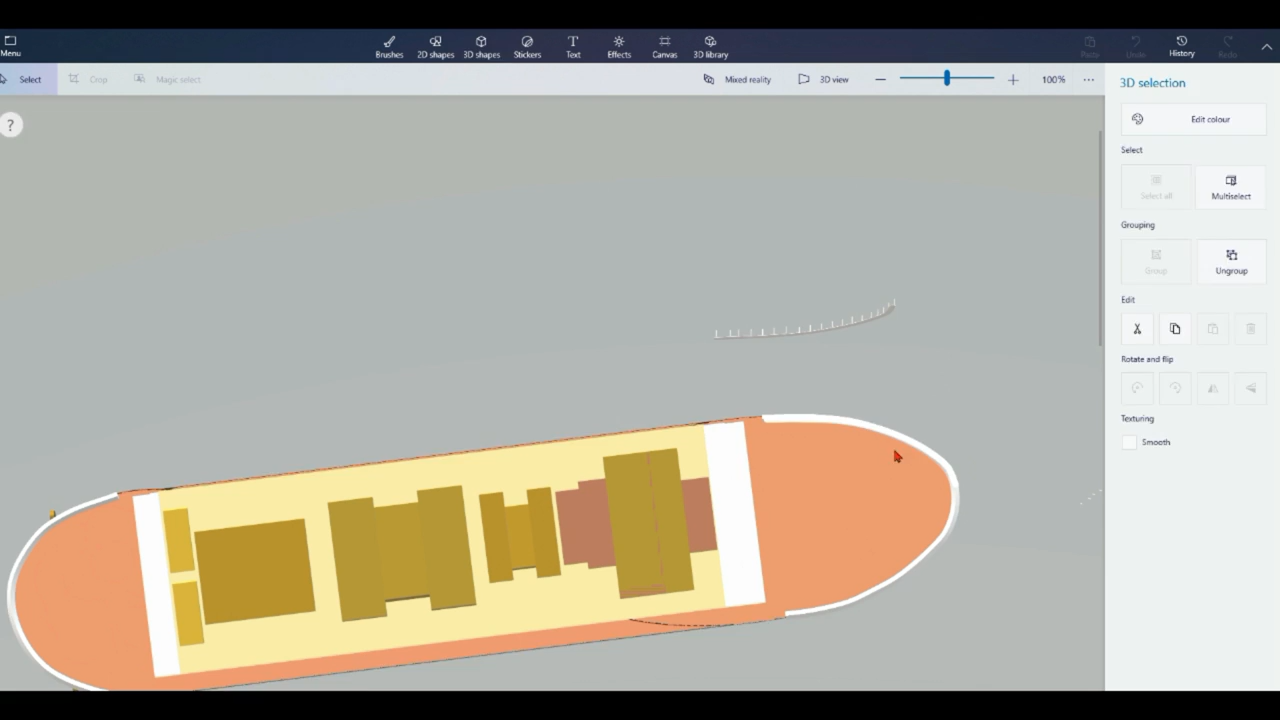 Menu
Brushes
2D shapes
3D shapes
Stickers
Text
Effects
Canvas
3D library
Paste
Undo
History
Redo
Select
Crop
Magic select
Mixed reality
3D view
100%
?
3D selection
Edit colour
Select
Select all
Multiselect
Grouping
Group
Ungroup
Edit
Rotate and flip
Texturing
Smooth